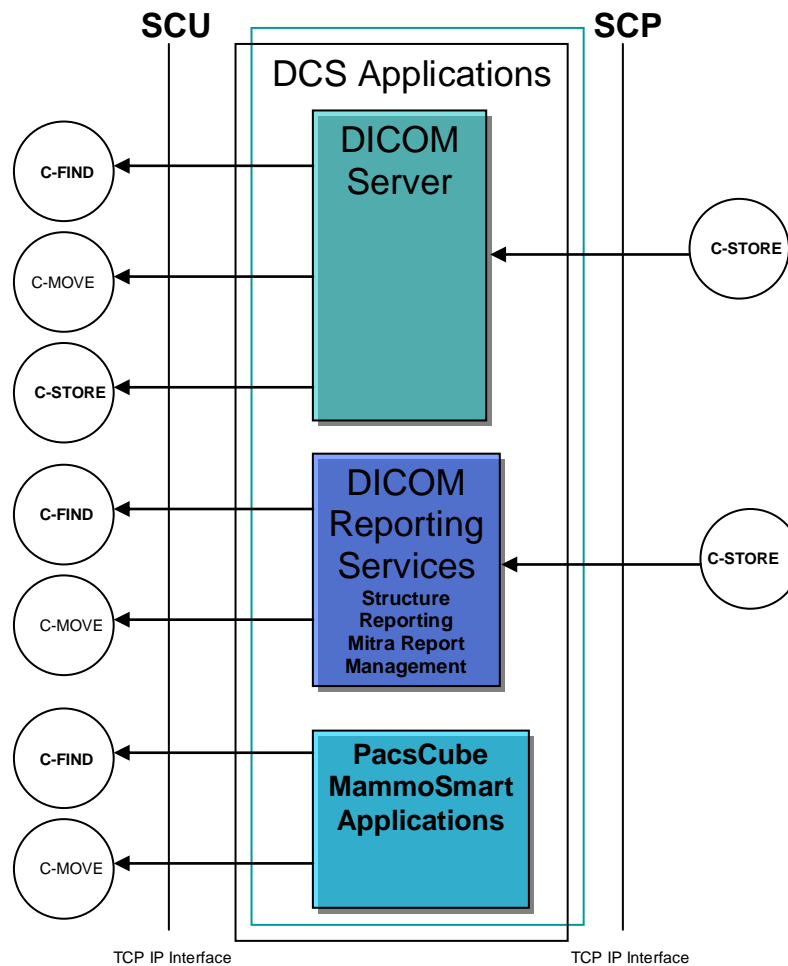 SCU
SCP
DCS Applications
DICOM
Server
C-FIND
C-MOVE
C-STORE
C-STORE
DICOM
Reporting
Services
Structure
Reporting
Mitra Report
Management
C-FIND
C-MOVE
C-STORE
PacsCube
MammoSmart
Applications
C-FIND
C-MOVE
TCP IP Interface
TCP IP Interface